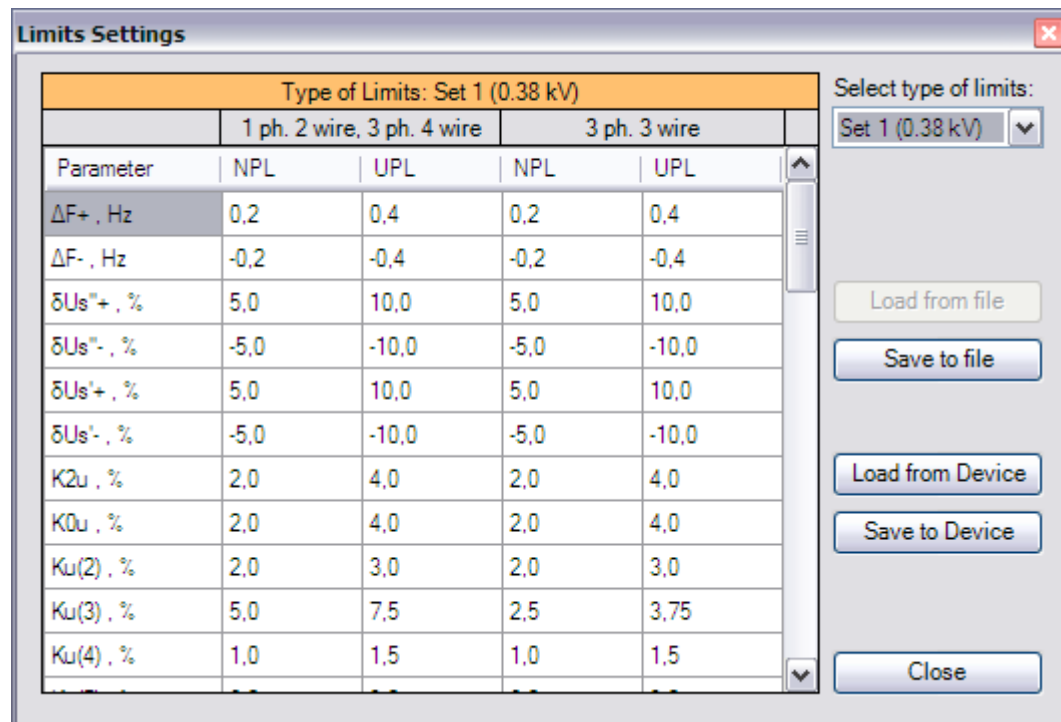 Limits Settings
Type of Limits: Set 1 (0.38 kV)
1 ph. 2 wire, 3 ph. 4 wire 3 ph. 3 wire
Parameter NPL UPL NPL UPL
ΔF+ , Hz 0,2 0,4 0,2 0,4
ΔF- , Hz -0,2 -0,4 -0,2 -0,4
δUs"+ , % 5,0 10,0 5,0 10,0
δUs"- , % -5,0 -10,0 -5,0 -10,0
δUs'+ , % 5,0 10,0 5,0 10,0
δUs'- , % -5,0 -10,0 -5,0 -10,0
K2u , % 2,0 4,0 2,0 4,0
K0u , % 2,0 4,0 2,0 4,0
Ku(2) , % 2,0 3,0 2,0 3,0
Ku(3) , % 5,0 7,5 2,5 3,75
Ku(4) , % 1,0 1,5 1,0 1,5
Select type of limits:
Set 1 (0.38 kV)
Load from file
Save to file
Load from Device
Save to Device
Close